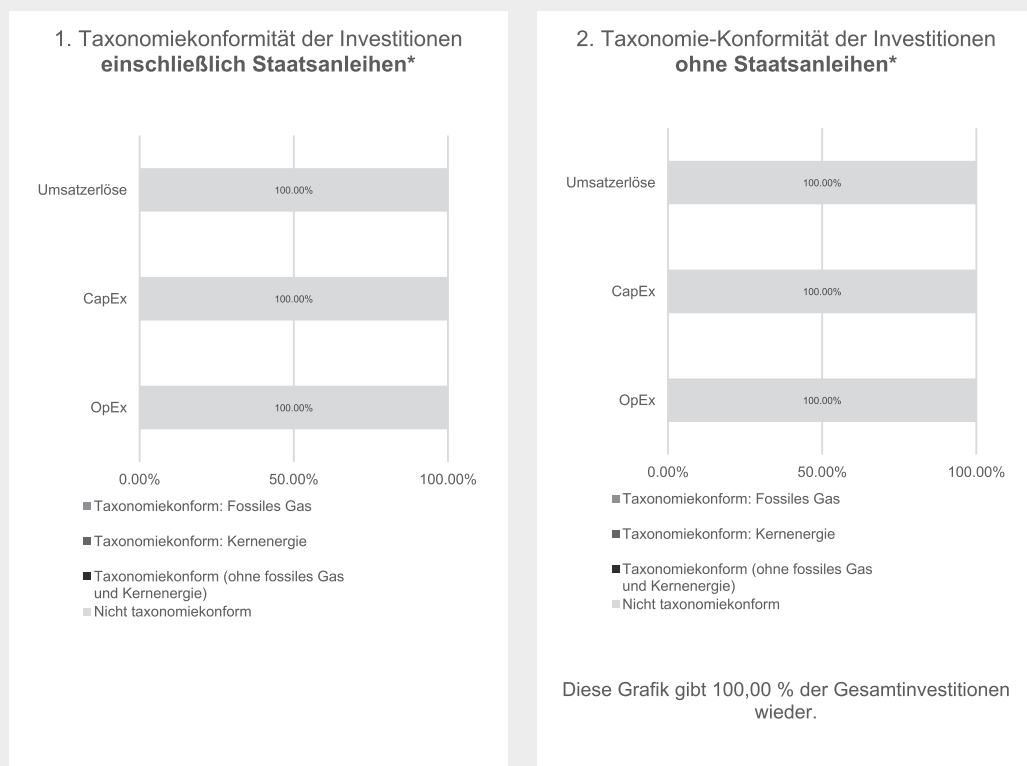 1. Taxonomiekonformität der Investitionen
einschließlich Staatsanleihen*
Umsatzerlöse
100.00%
CapEx
100.00%
OpEx
100.00%
0.00%
50.00%
100.00%
Taxonomiekonform: Fossiles Gas
Taxonomiekonform: Kernenergie
Taxonomiekonform (ohne fossiles Gas
und Kernenergie)
Nicht taxonomiekonform
2. Taxonomie-Konformität der Investitionen
ohne Staatsanleihen*
Umsatzerlöse
100.00%
CapEx
100.00%
OpEx
100.00%
0.00%
50.00%
100.00%
Taxonomiekonform: Fossiles Gas
Taxonomiekonform: Kernenergie
Taxonomiekonform (ohne fossiles Gas
und Kernenergie)
Nicht taxonomiekonform
Diese Grafik gibt 100,00 % der Gesamtinvestitionen
wieder.